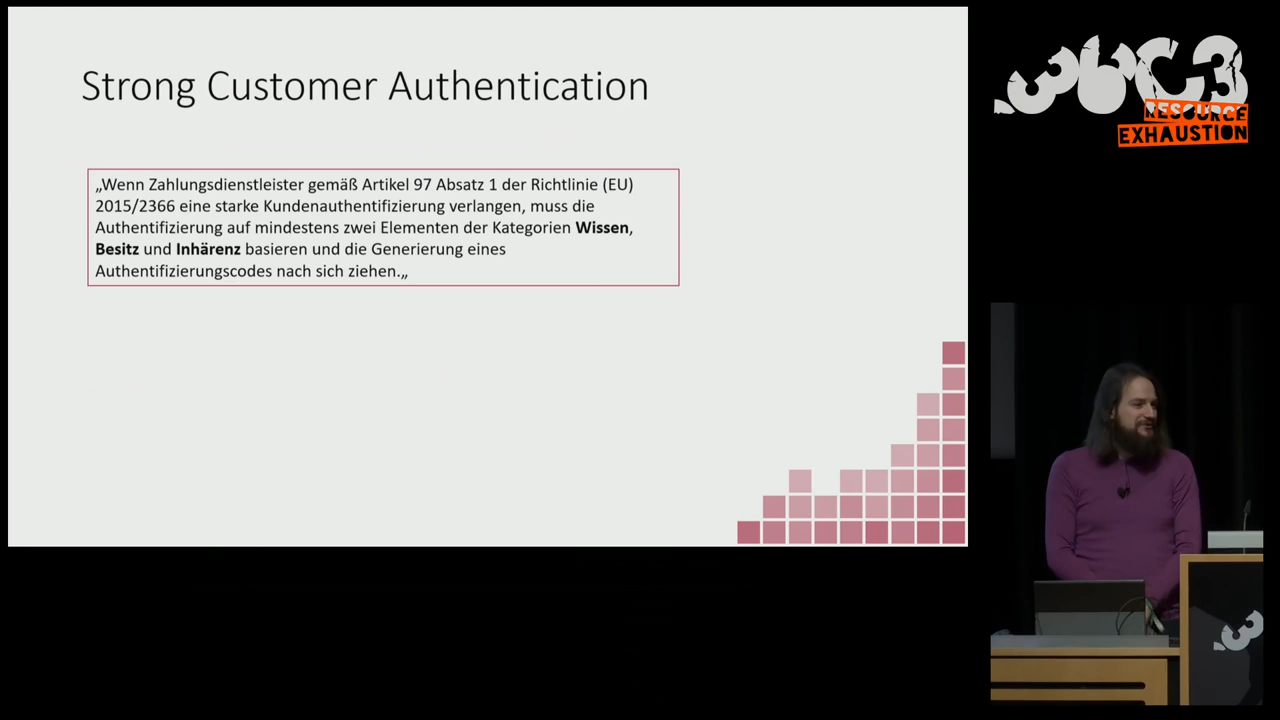 Strong Customer Authentication
„Wenn Zahlungsdienstleister gemäß Artikel 97 Absatz 1 der Richtlinie (EU)
2015/2366 eine starke Kundenauthentifizierung verlangen, muss die
Authentifizierung auf mindestens zwei Elementen der Kategorien Wissen,
Besitz und Inhärenz basieren und die Generierung eines
Authentifizierungscodes nach sich ziehen.„
36C3
RESOURCE
EXHAUSTION